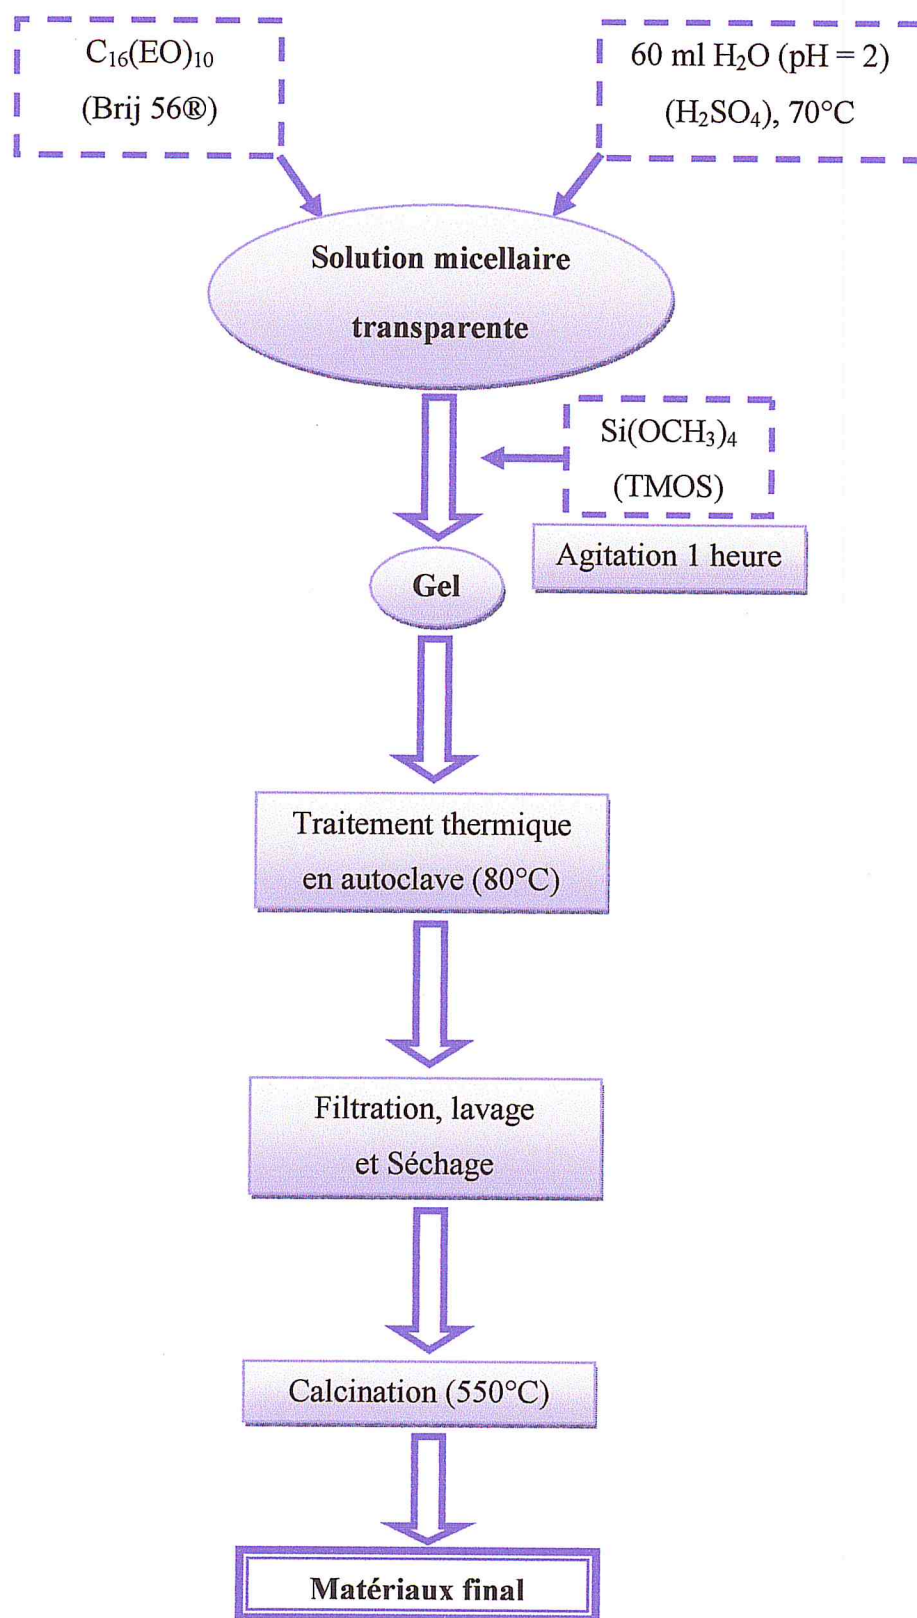 C₁₆(EO)₁₀
(Brij 56®)
60 ml H₂O (pH = 2)
(H₂SO₄), 70°C
Solution micellaire
transparente
Si(OCH₃)₄
(TMOS)
Agitation 1 heure
Gel
Traitement thermique
en autoclave (80°C)
Filtration, lavage
et Séchage
Calcination (550°C)
Matériaux final